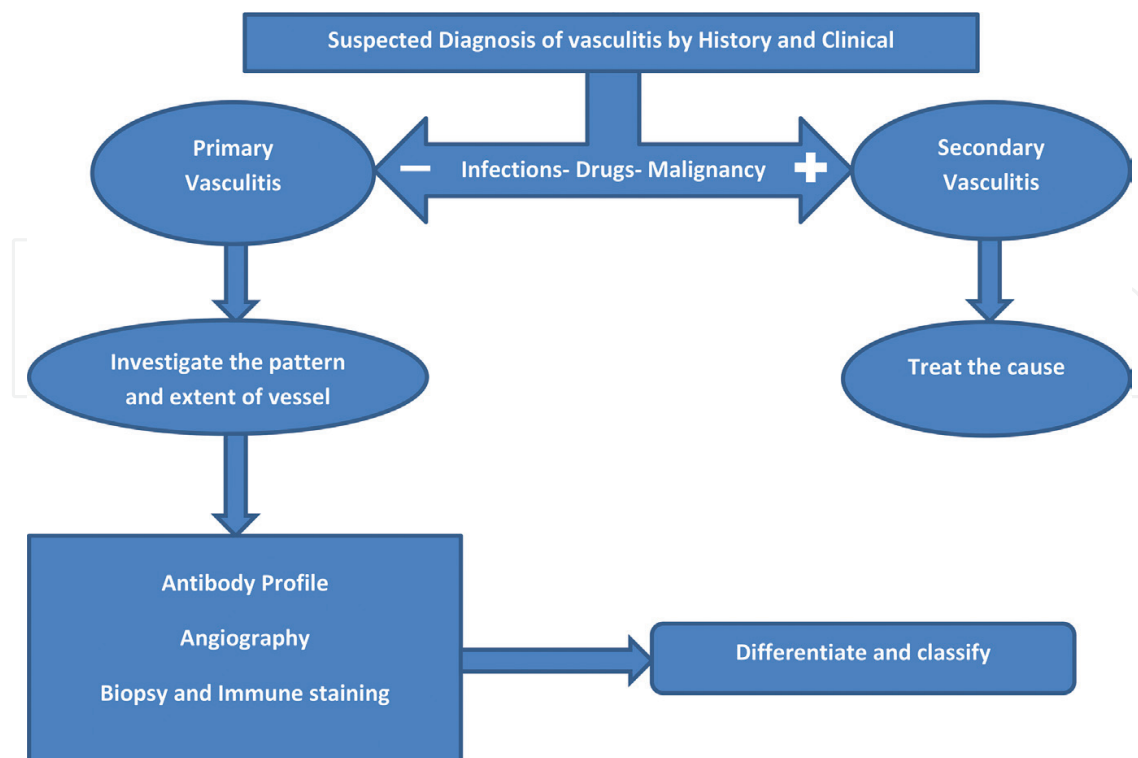 Suspected Diagnosis of vasculitis by History and Clinical
Primary
Vasculitis
– Infections- Drugs- Malignancy +
Secondary
Vasculitis
Investigate the pattern
and extent of vessel
Treat the cause
Antibody Profile
Angiography
Biopsy and Immune staining
Differentiate and classify